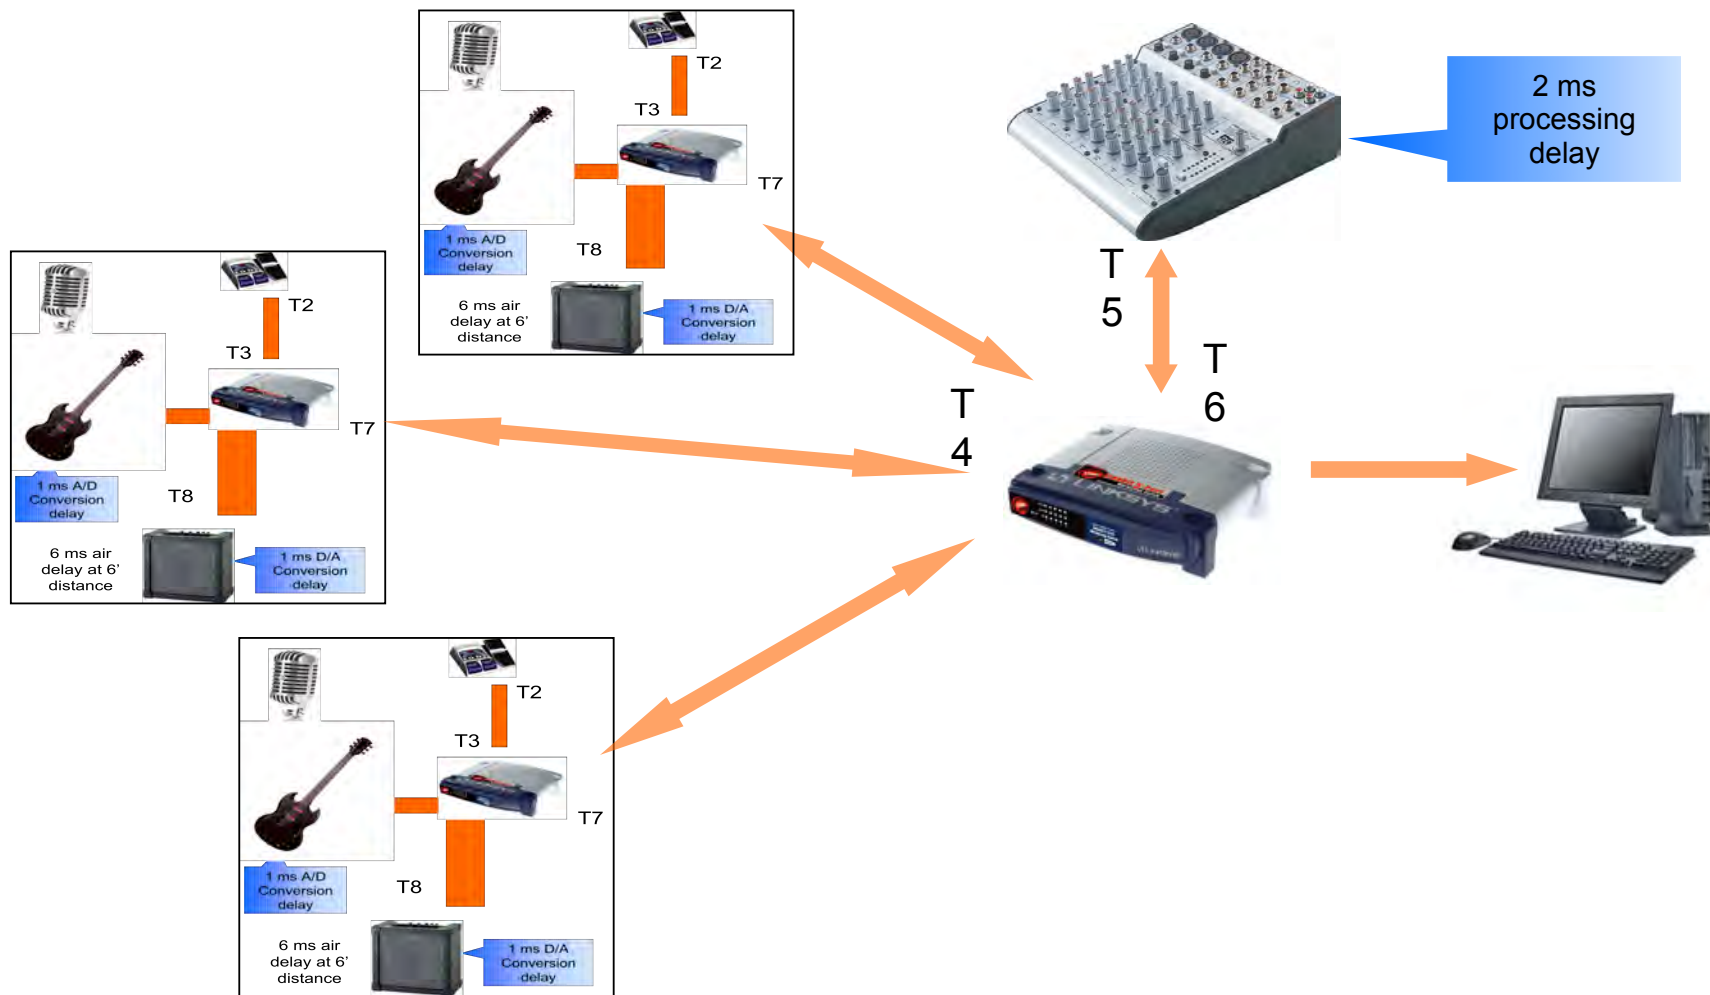 T2
T3
T7
1 ms A/D
Conversion
delay
T8
6 ms air
delay at 6'
distance
1 ms D/A
Conversion
delay
2 ms
processing
delay
T
5
T
6
T
4
LINKSYS
T2
T3
T7
1 ms A/D
Conversion
delay
T8
6 ms air
delay at 6'
distance
1 ms D/A
Conversion
delay
T2
T3
T7
1 ms A/D
Conversion
delay
T8
6 ms air
delay at 6'
distance
1 ms D/A
Conversion
delay